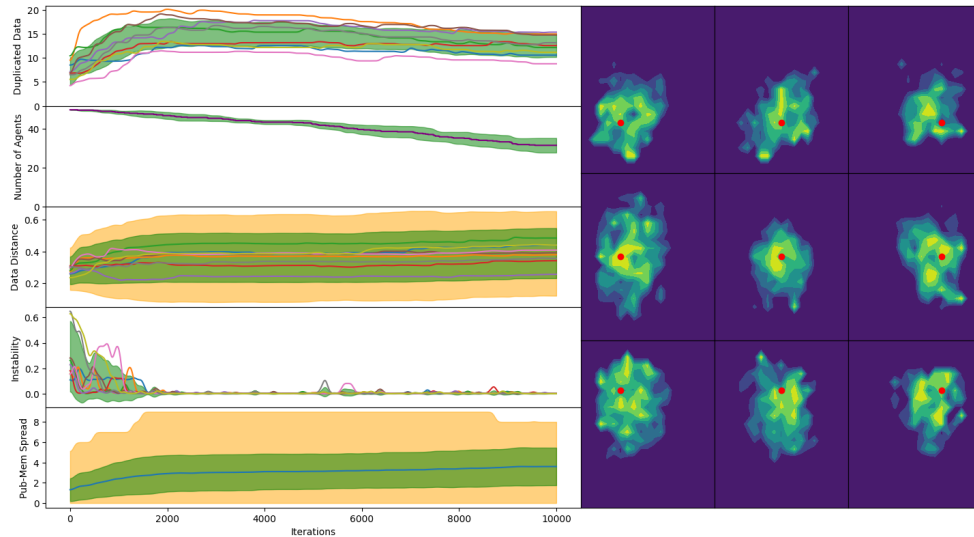 Duplicated Data
20
15
10
5
0
Number of Agents
40
20
0
Data Distance
0.6
0.4
0.2
Instability
0.6
0.4
0.2
0.0
Pub-Mem Spread
8
6
4
2
0
0 2000 4000 6000 8000 10000
Iterations